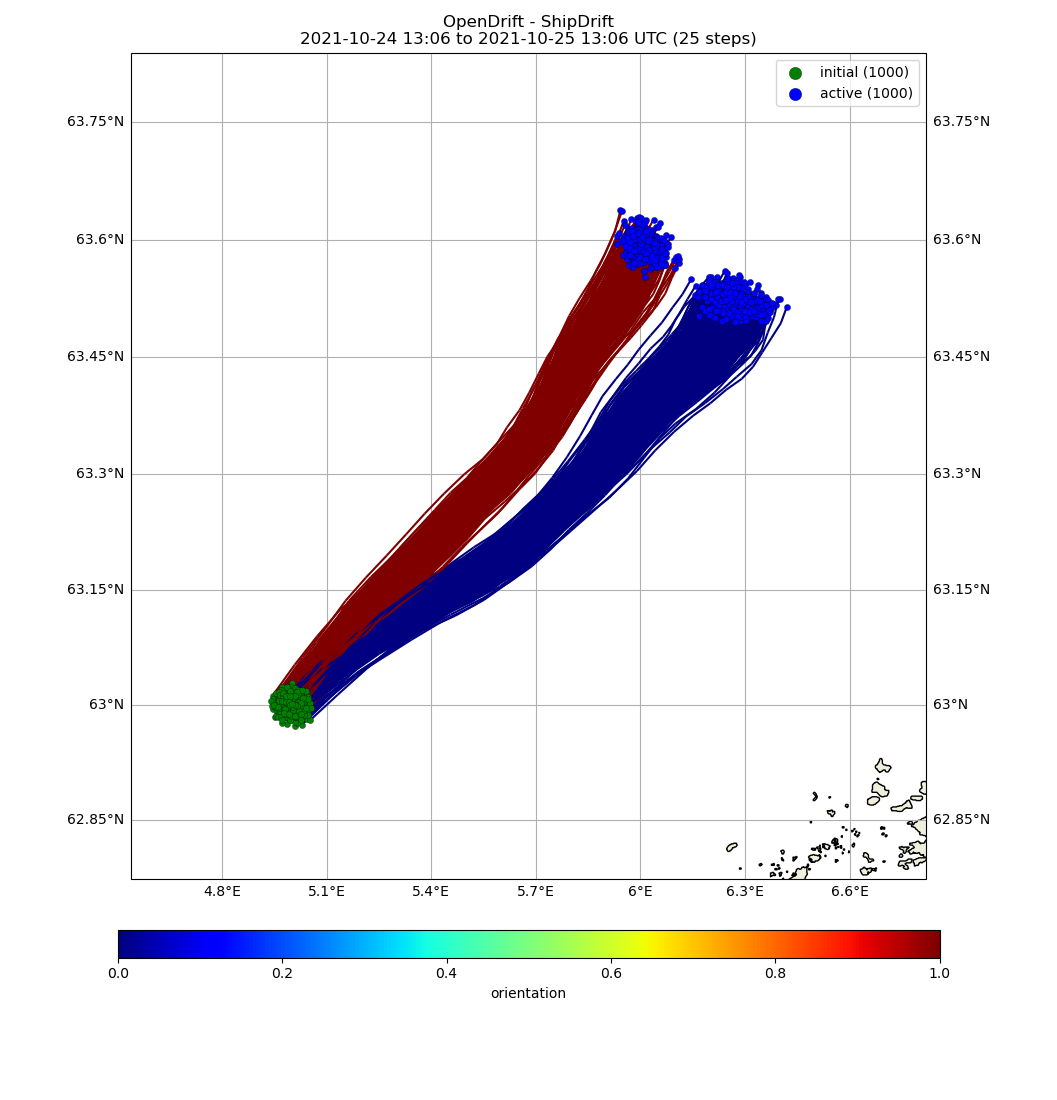 OpenDrift - ShipDrift
2021-10-24 13:06 to 2021-10-25 13:06 UTC (25 steps)
initial (1000)
active (1000)
63.75°N 63.75°N
63.6°N 63.6°N
63.45°N 63.45°N
63.3°N 63.3°N
63.15°N 63.15°N
63°N 63°N
62.85°N 62.85°N
4.8°E 5.1°E 5.4°E 5.7°E 6°E 6.3°E 6.6°E
0.0 0.2 0.4 0.6 0.8 1.0
orientation